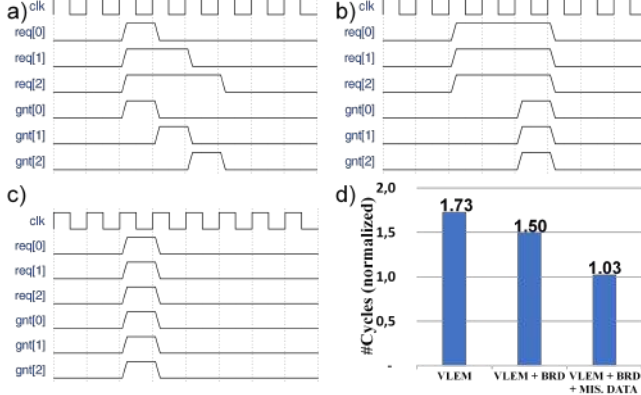 a)
clk
req[0]
req[1]
req[2]
gnt[0]
gnt[1]
gnt[2]
b)
clk
req[0]
req[1]
req[2]
gnt[0]
gnt[1]
gnt[2]
c)
clk
req[0]
req[1]
req[2]
gnt[0]
gnt[1]
gnt[2]
d)
#Cycles (normalized)
2,0
1,5
1,0
0,5
-
1.73
1.50
1.03
VLEM
VLEM + BRD
VLEM + BRD
+ MIS. DATA